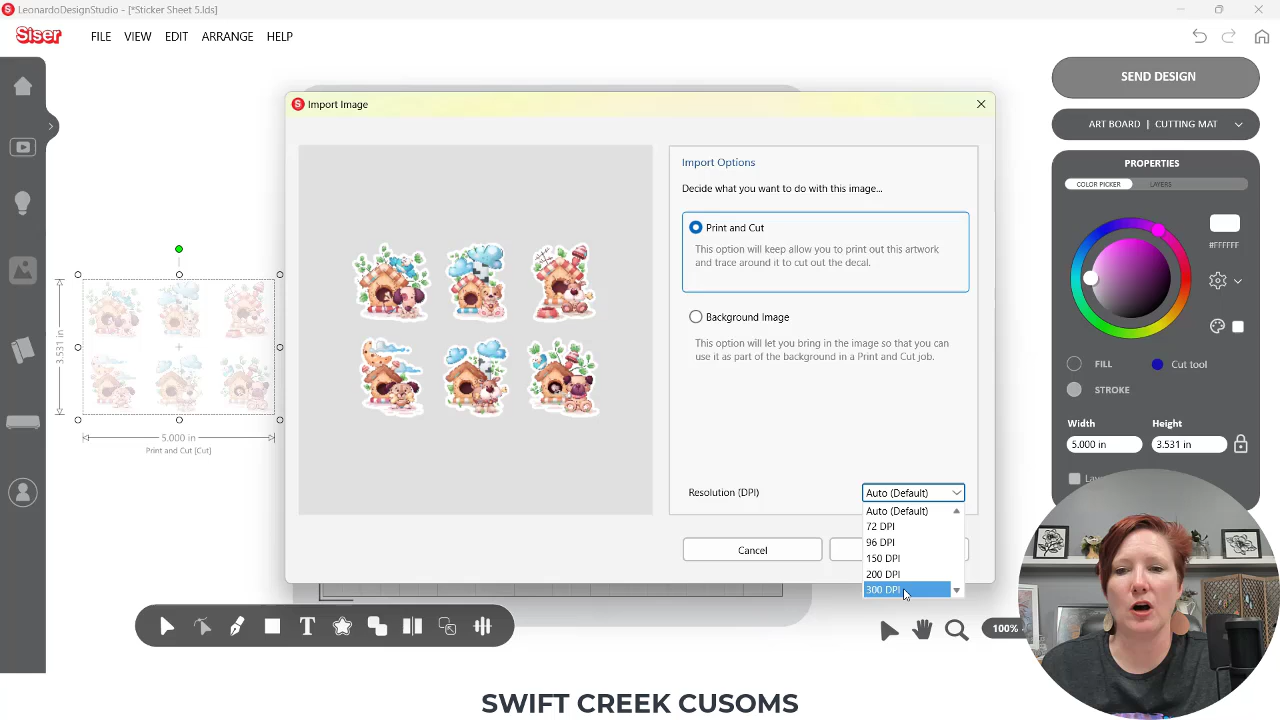 LeonardoDesignStudio - [*Sticker Sheet 5.lds]
Siser
FILE VIEW EDIT ARRANGE HELP
SEND DESIGN
ART BOARD | CUTTING MAT
PROPERTIES
COLOR PICKER LAYERS
#FFFFFF
FILL Cut tool
STROKE
Width Height
5.000 in 3.531 in
Lay
S Import Image
Import Options
Decide what you want to do with this image...
Print and Cut
This option will keep allow you to print out this artwork
and trace around it to cut out the decal.
Background Image
This option will let you bring in the image so that you can
use it as part of the background in a Print and Cut job.
Resolution (DPI) Auto (Default)
Auto (Default)
72 DPI
96 DPI
150 DPI
200 DPI
300 DPI
Cancel
3.531 in
5.000 in
Print and Cut [Cut]
T
100%
SWIFT CREEK CUSOMS